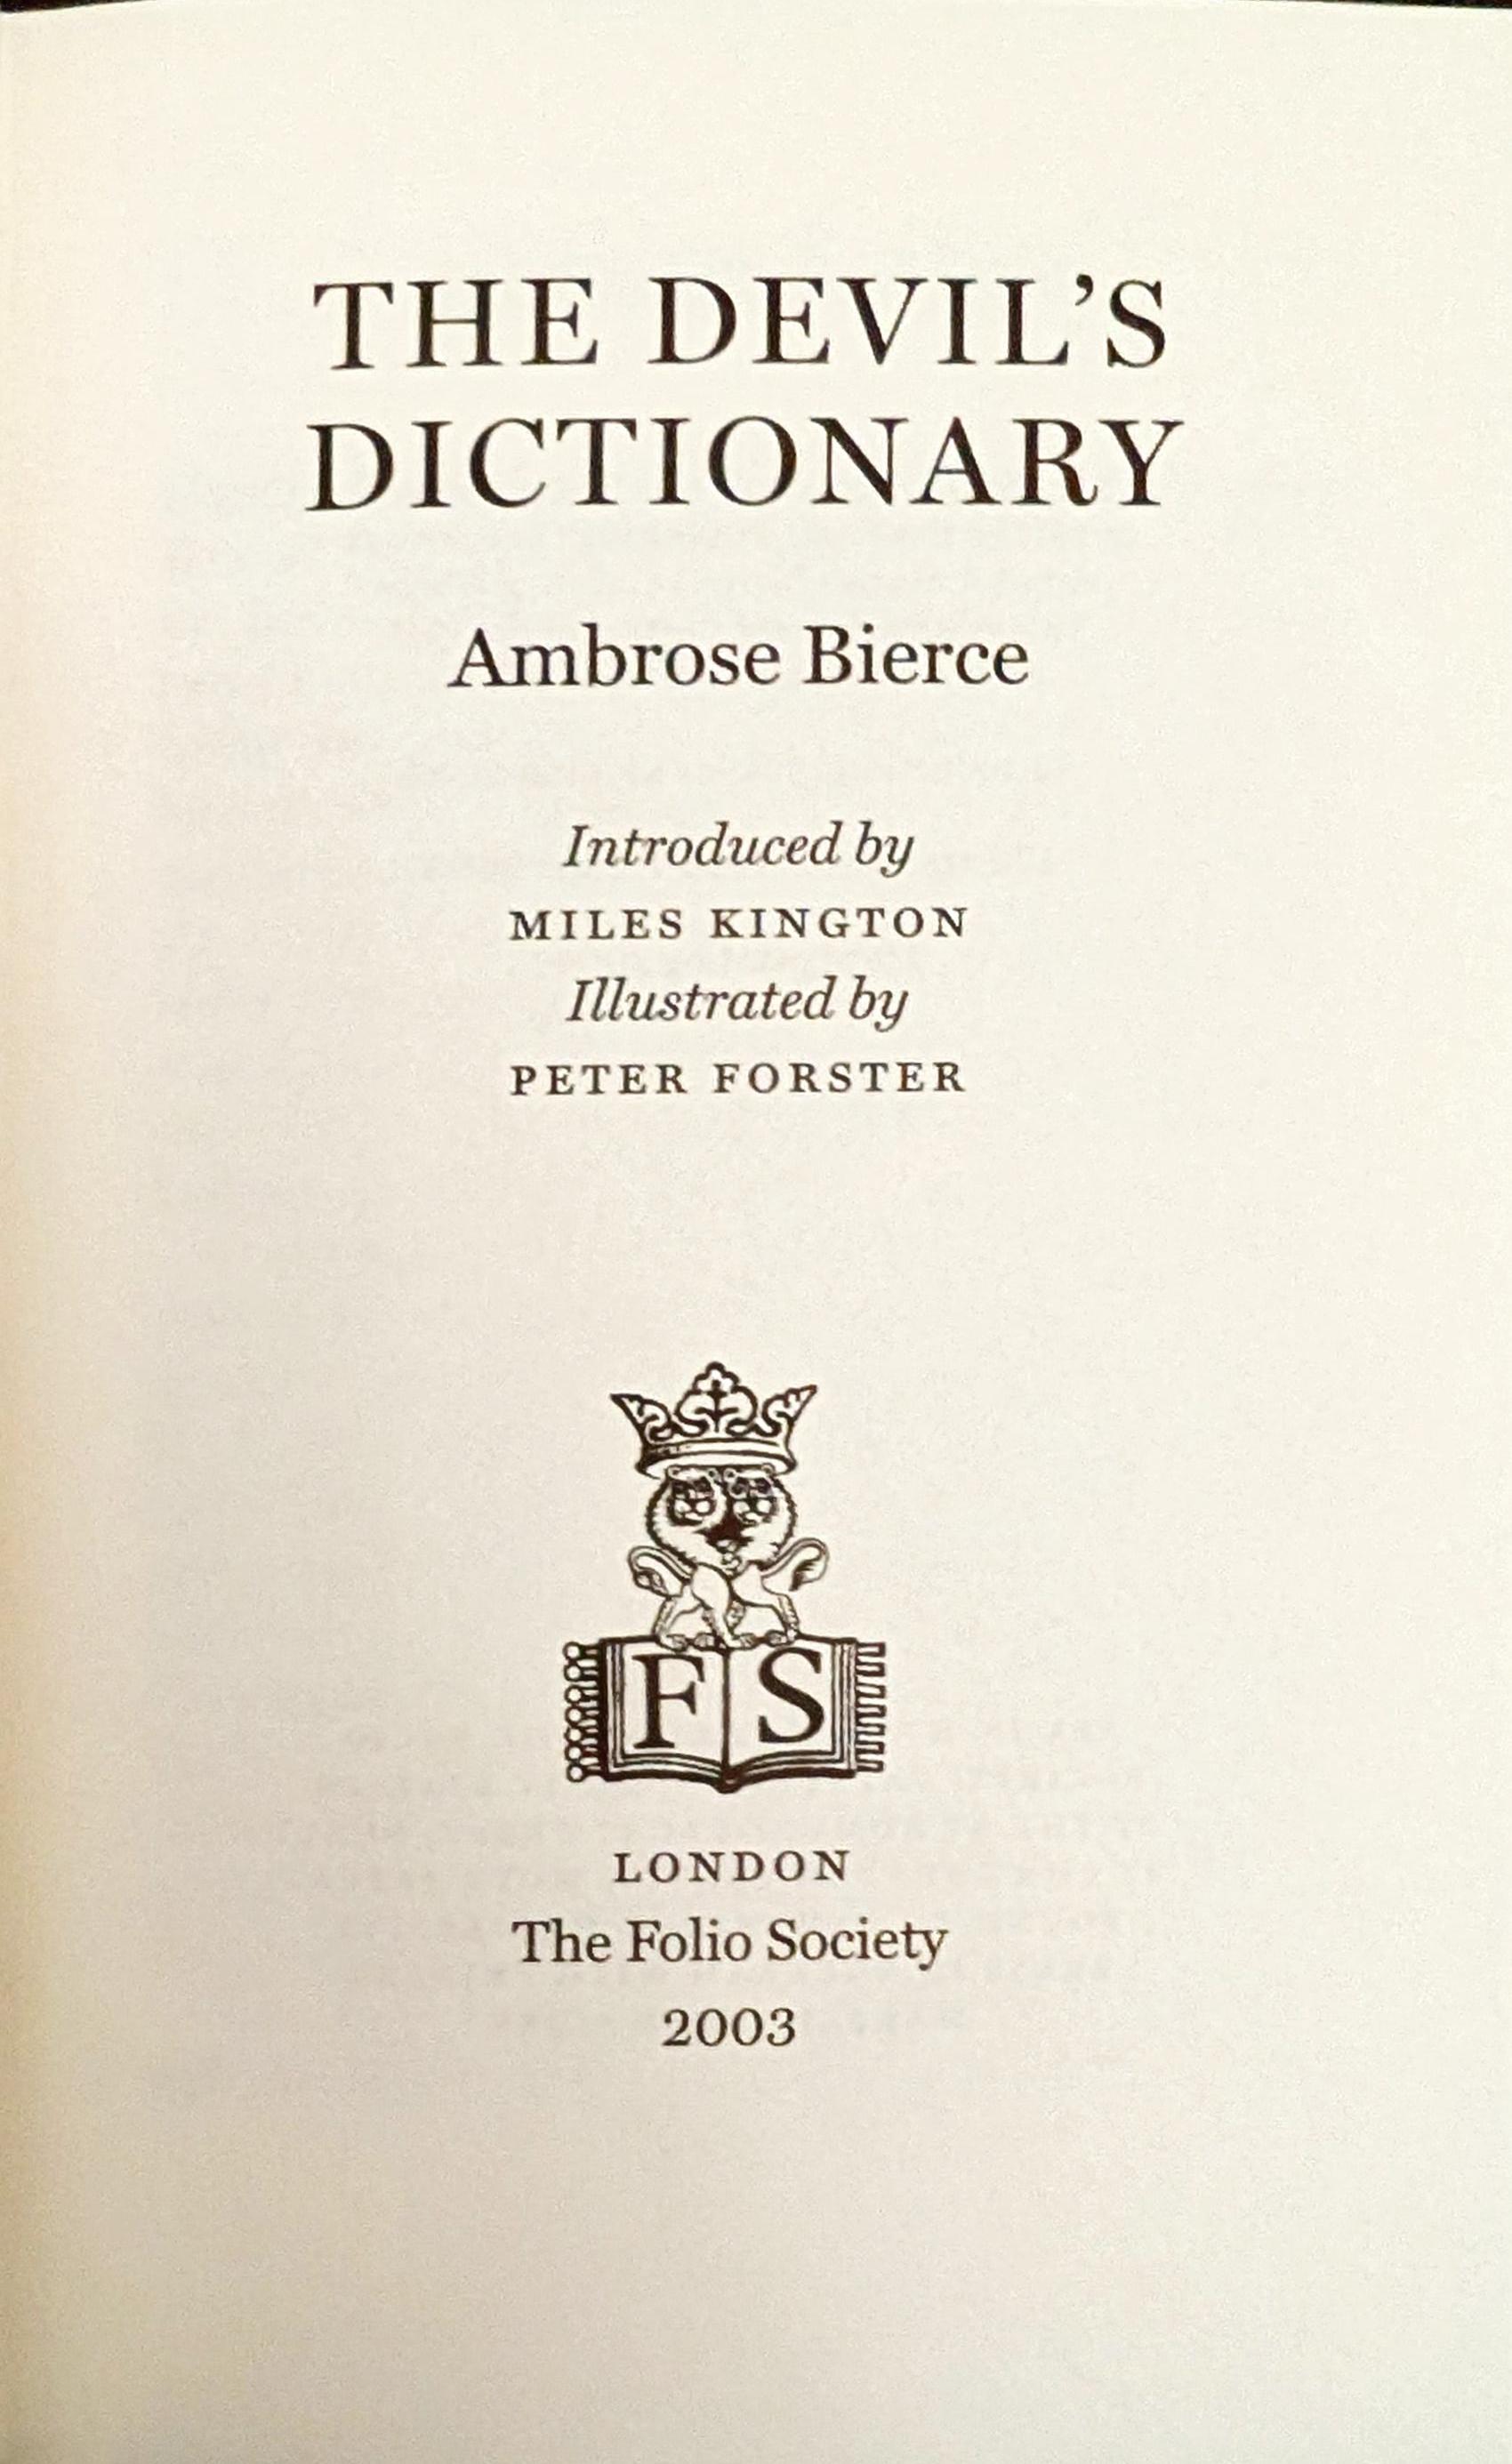 THE DEVIL’S
DICTIONARY
Ambrose Bierce
Introduced by
MILES KINGTON
Illustrated by
PETER FORSTER
F S
LONDON
The Folio Society
2003